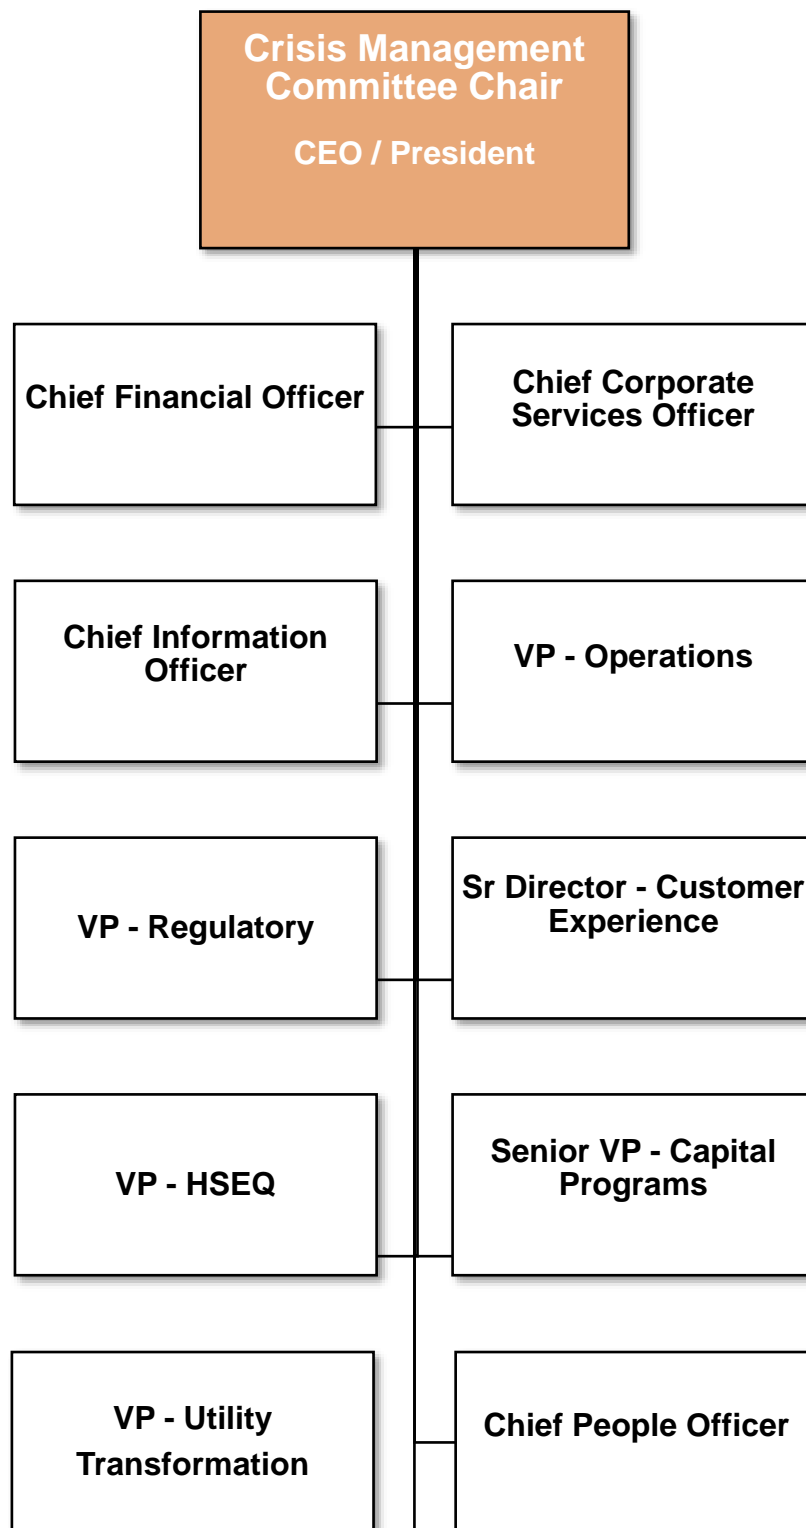 Crisis Management
Committee Chair
CEO / President
Chief Financial Officer
Chief Corporate
Services Officer
Chief Information
Officer
VP - Operations
VP - Regulatory
Sr Director - Customer
Experience
VP - HSEQ
Senior VP - Capital
Programs
VP - Utility
Transformation
Chief People Officer